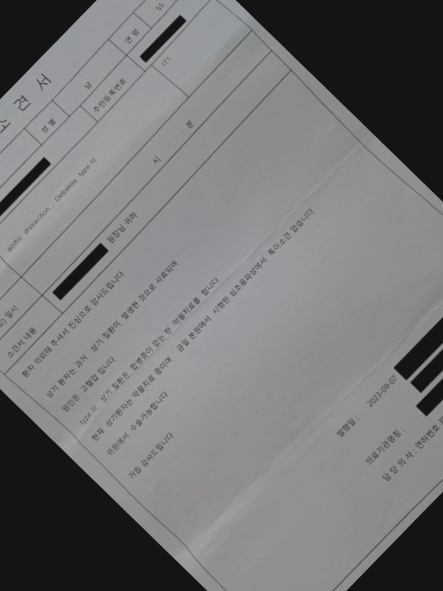 소 견 서
성 별
남
연 령
55
주민등록번호
aortic dissection, Debakey Type III
시 분
일시
원장님 귀하
소견서 내용
환자 의뢰해 주셔서 진심으로 감사드립니다
상기 환자는 과거 상기 질환이 발생한 것으로 사료되며
원인은 고혈압 입니다
type III 상기 질환은 합병증이 없는 한 약물치료를 합니다
현재 상기환자는 약물치료 중이며 금일 본원에서 시행한 심초음파상에서 특이소견 없습니다
귀원에서 수술가능합니다
거듭 감사드립니다
발행일 : 2023-09-07
의료기관명칭 :
담 당 의 사 : 면허번호